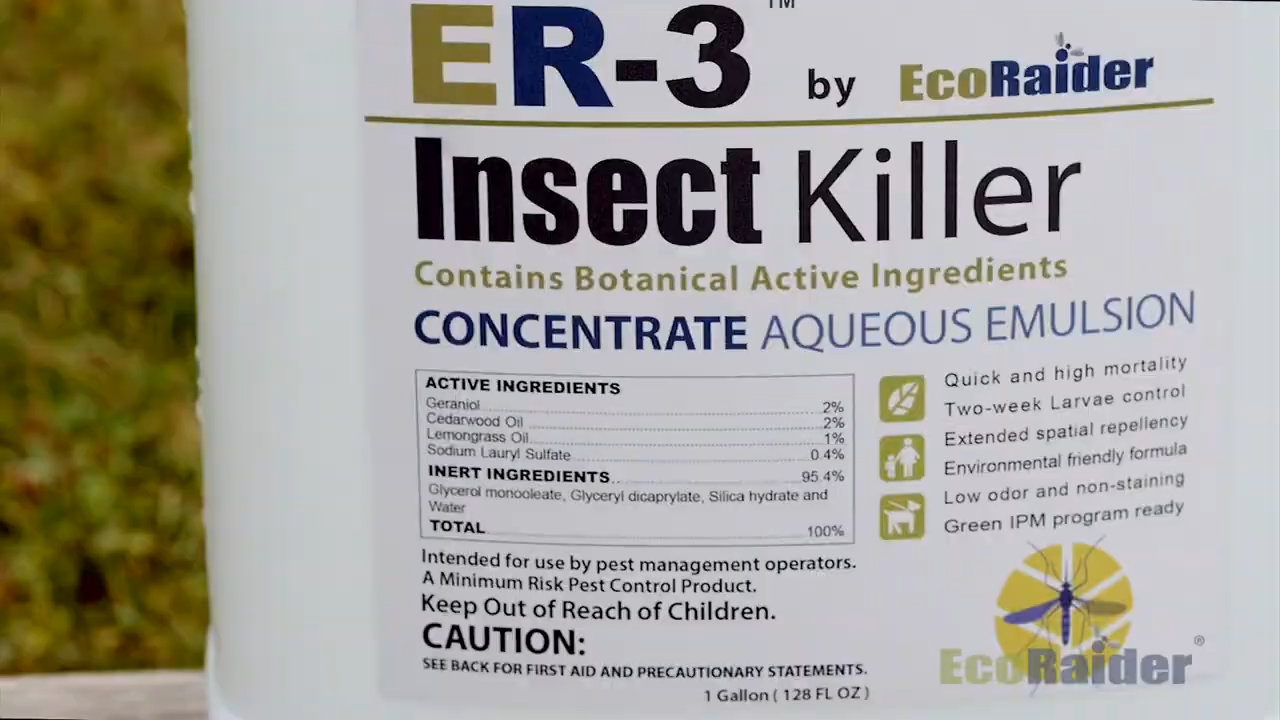 ER-3™ by EcoRaider
Insect Killer
Contains Botanical Active Ingredients
CONCENTRATE AQUEOUS EMULSION
ACTIVE INGREDIENTS
Geraniol 2%
Cedarwood Oil 2%
Lemongrass Oil 1%
Sodium Lauryl Sulfate 0.4%
INERT INGREDIENTS 95.4%
Glycerol monooleate, Glyceryl dicaprylate, Silica hydrate and
Water
TOTAL 100%
Quick and high mortality
Two-week Larvae control
Extended spatial repellency
Environmental friendly formula
Low odor and non-staining
Green IPM program ready
Intended for use by pest management operators.
A Minimum Risk Pest Control Product.
Keep Out of Reach of Children.
CAUTION:
SEE BACK FOR FIRST AID AND PRECAUTIONARY STATEMENTS.
1 Gallon ( 128 FL OZ )
EcoRaider®